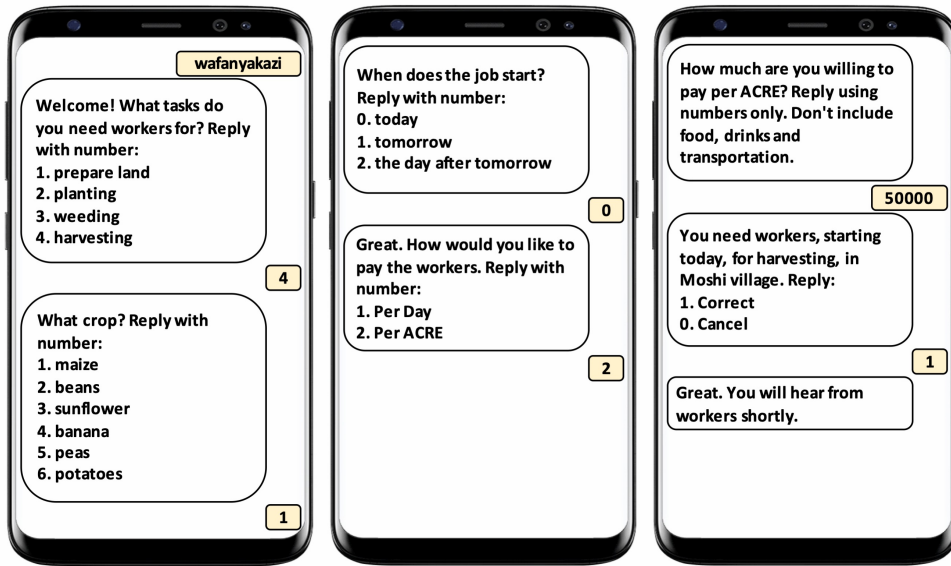 wafanyakazi
Welcome! What tasks do
you need workers for? Reply
with number:
1. prepare land
2. planting
3. weeding
4. harvesting
4
What crop? Reply with
number:
1. maize
2. beans
3. sunflower
4. banana
5. peas
6. potatoes
1
When does the job start?
Reply with number:
0. today
1. tomorrow
2. the day after tomorrow
0
Great. How would you like to
pay the workers. Reply with
number:
1. Per Day
2. Per ACRE
2
How much are you willing to
pay per ACRE? Reply using
numbers only. Don't include
food, drinks and
transportation.
50000
You need workers, starting
today, for harvesting, in
Moshi village. Reply:
1. Correct
0. Cancel
1
Great. You will hear from
workers shortly.